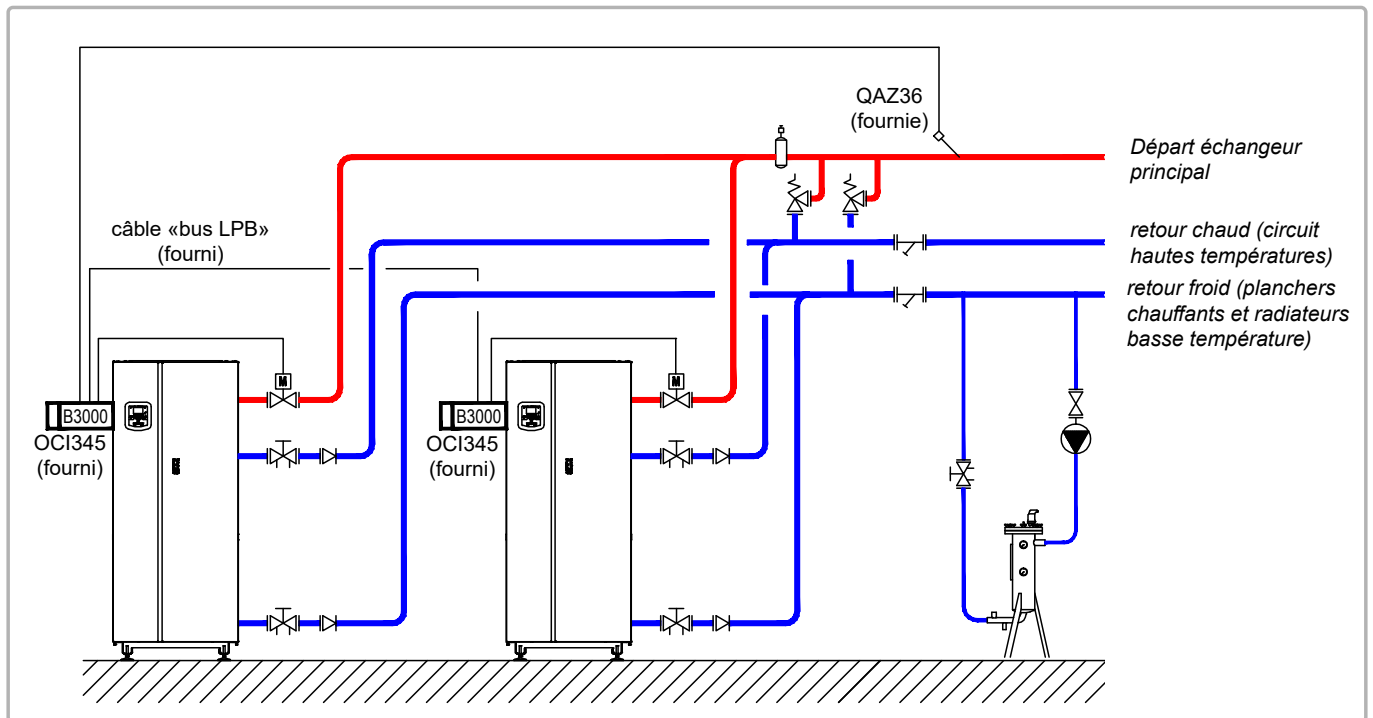 QAZ36
(fournie)
Départ échangeur
principal
câble «bus LPB»
(fourni)
retour chaud (circuit
hautes températures)
retour froid (planchers
chauffants et radiateurs
basse température)
M
M
B3000
OCI345
(fourni)
B3000
OCI345
(fourni)